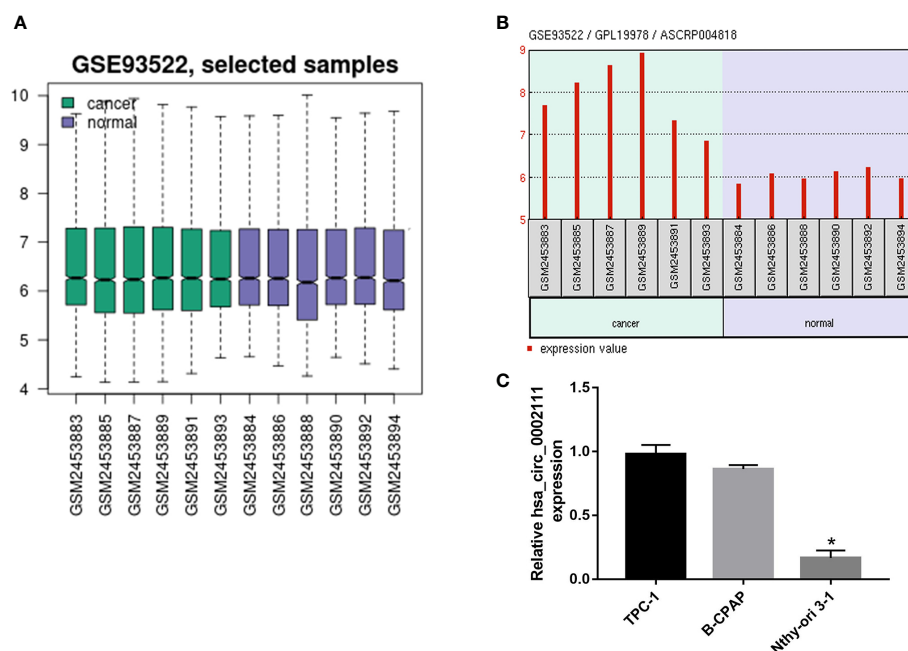 A
GSE93522, selected samples
cancer
normal
10
9
8
7
6
5
4
GSM2453883
GSM2453885
GSM2453887
GSM2453889
GSM2453891
GSM2453893
GSM2453884
GSM2453886
GSM2453888
GSM2453890
GSM2453892
GSM2453894
B
GSE93522 / GPL19978 / ASCRP004818
9
8
7
6
5
GSM2453883
GSM2453885
GSM2453887
GSM2453889
GSM2453891
GSM2453893
GSM2453884
GSM2453886
GSM2453888
GSM2453890
GSM2453892
GSM2453894
cancer
normal
expression value
C
Relative hsa_circ_0002111
expression
1.5
1.0
0.5
0.0
*
TPC-1
B-CPAP
Nthy-ori 3-1